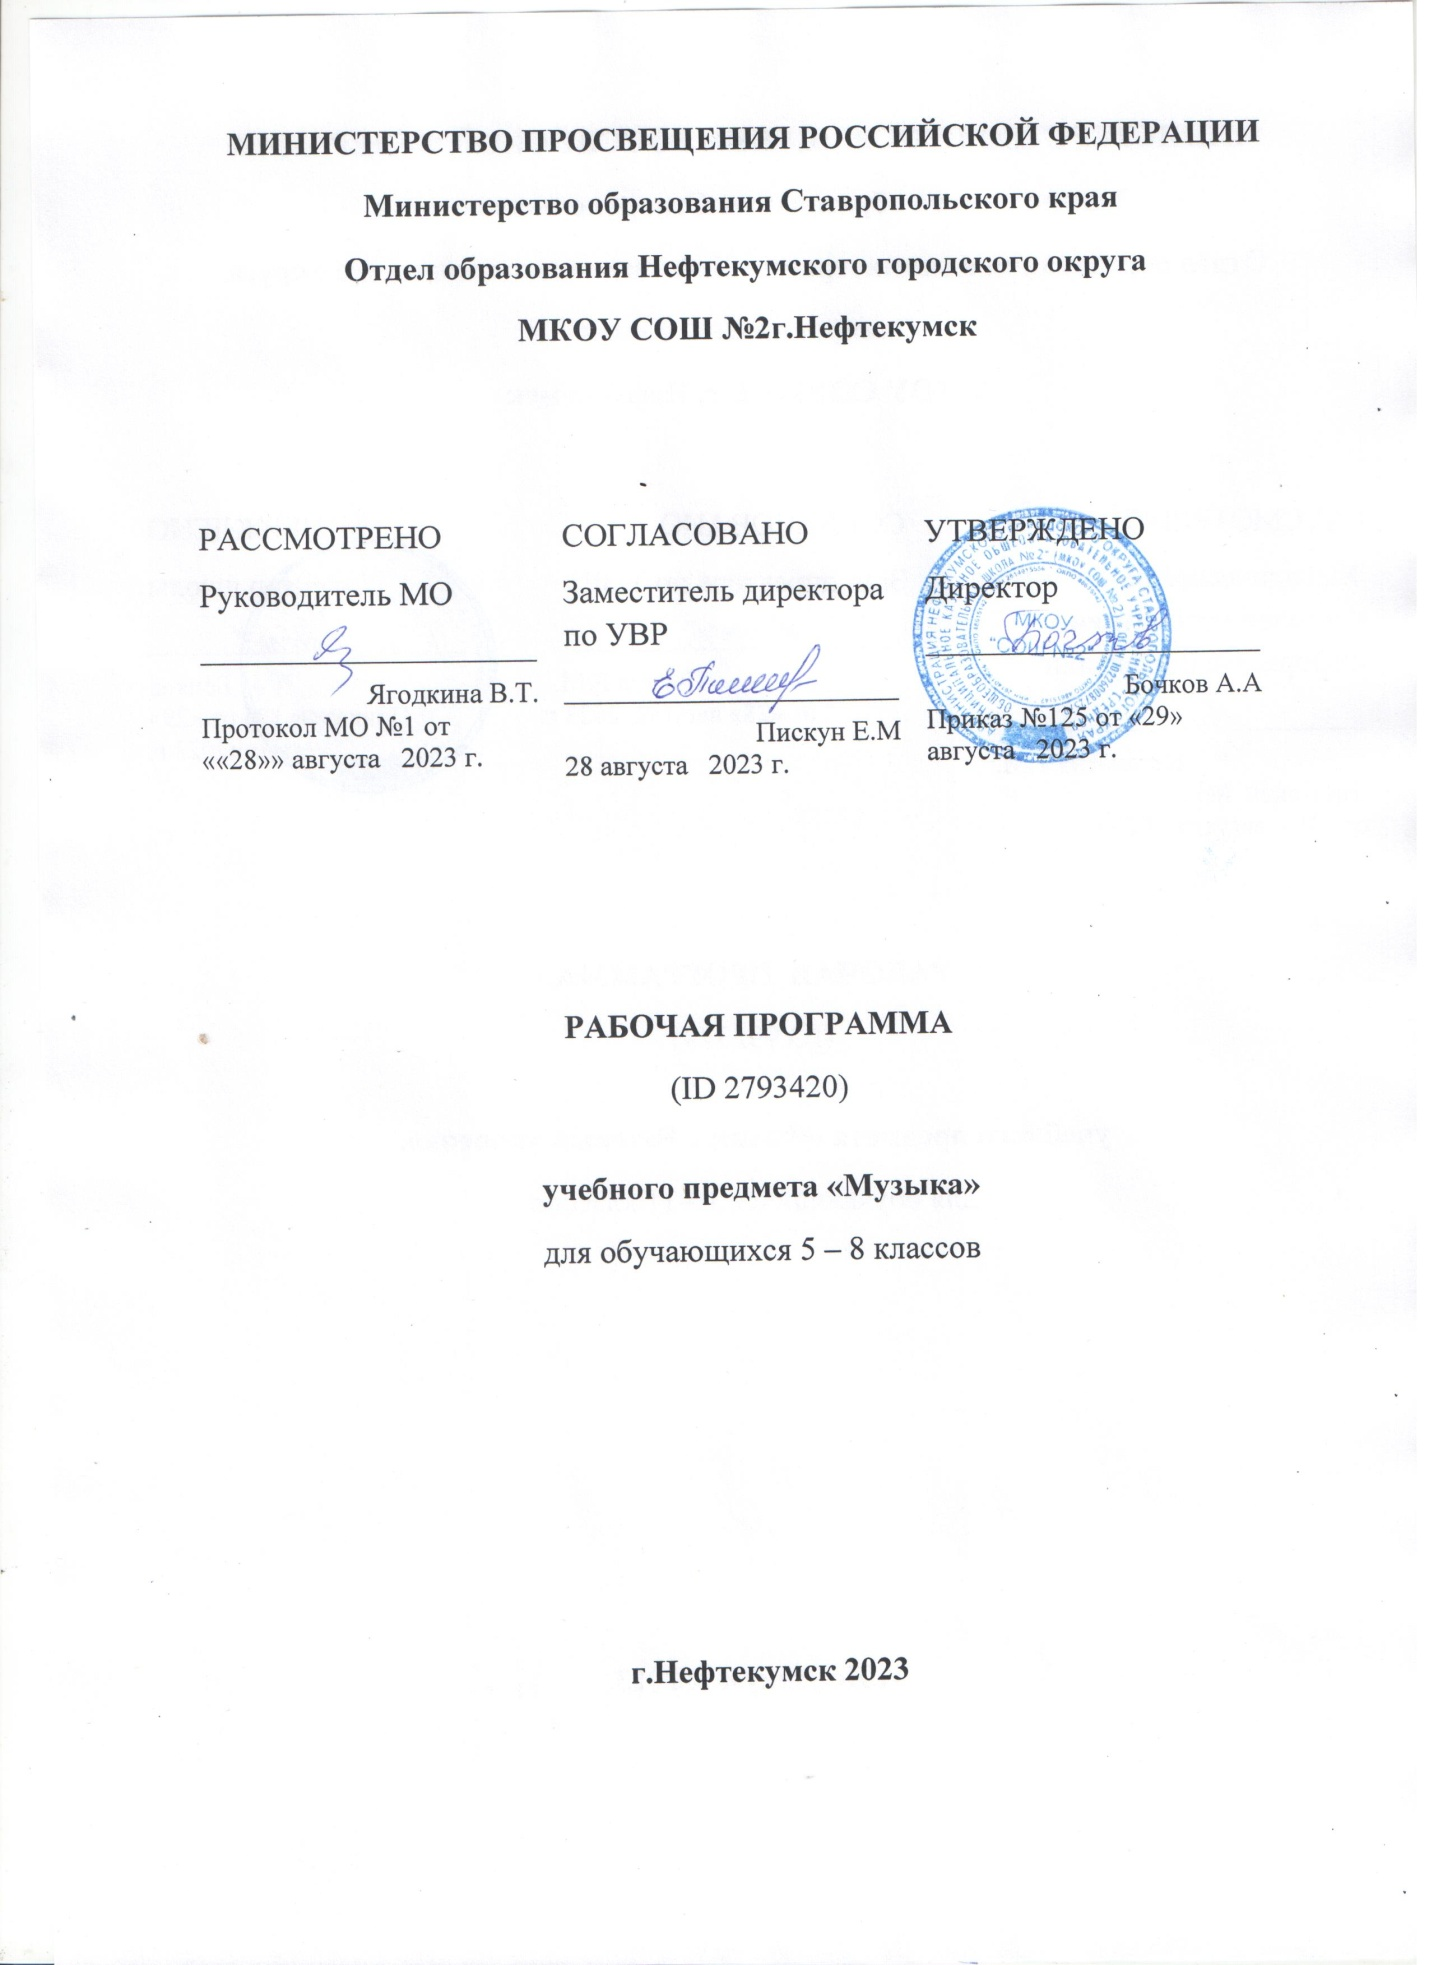 МИНИСТЕРСТВО ПРОСВЕЩЕНИЯ РОССИЙСКОЙ ФЕДЕРАЦИИ
Министерство образования Ставропольского края
Отдел образования Нефтекумского городского округа
МКОУ СОШ №2г.Нефтекумск
РАССМОТРЕНО
Руководитель МО
Ягодкина В.Т.
Протокол МО №1 от
««28»» августа 2023 г.
СОГЛАСОВАНО
Заместитель директора
по УВР
Пискун Е.М
28 августа 2023 г.
УТВЕРЖДЕНО
Директор
МКОУ
"СОШ №2"
Бочков А.А
Приказ №125 от «29»
августа 2023 г.
РАБОЧАЯ ПРОГРАММА
(ID 2793420)
учебного предмета «Музыка»
для обучающихся 5 – 8 классов
г.Нефтекумск 2023